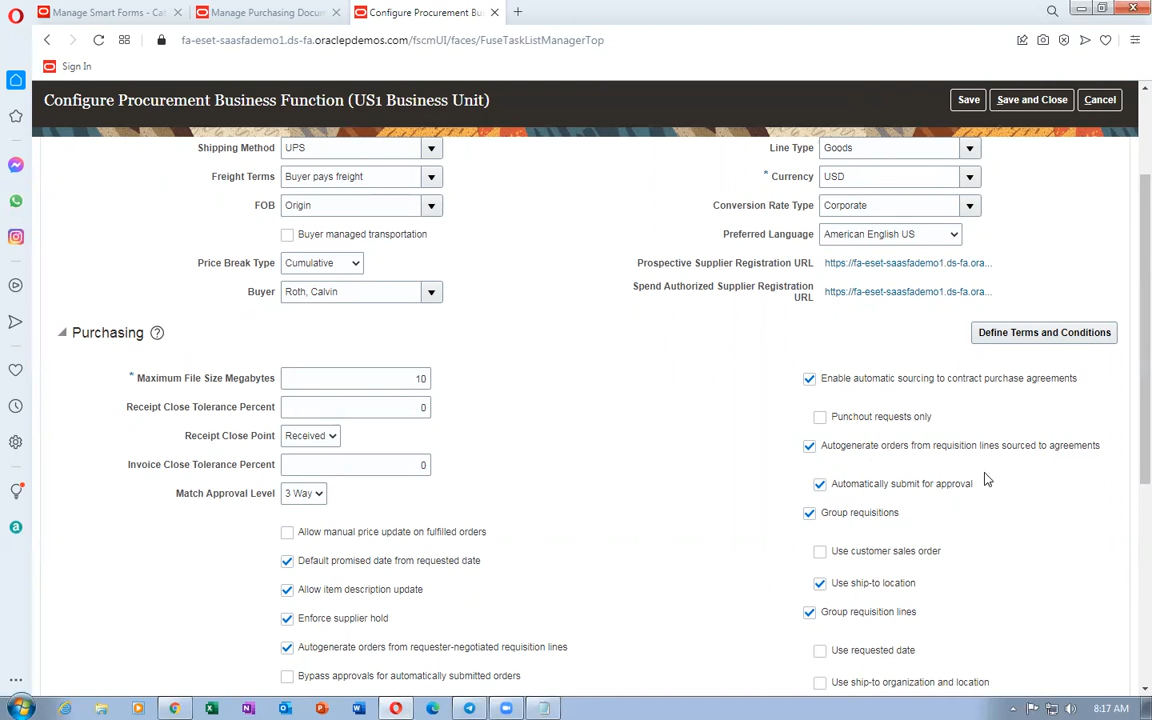 Manage Smart Forms - Cat
Manage Purchasing Docum
Configure Procurement Bus
fa-eset-saasfademo1.ds-fa.oraclepdemos.com/fscmUI/faces/FuseTaskListManagerTop
Sign In
Configure Procurement Business Function (US1 Business Unit)
Save
Save and Close
Cancel
Shipping Method UPS
Line Type Goods
Freight Terms Buyer pays freight
* Currency USD
FOB Origin
Conversion Rate Type Corporate
Buyer managed transportation
Preferred Language American English US
Price Break Type Cumulative
Prospective Supplier Registration URL https://fa-eset-saasfademo1.ds-fa.ora...
Buyer Roth, Calvin
Spend Authorized Supplier Registration
URL
https://fa-eset-saasfademo1.ds-fa.ora...
Purchasing ?
Define Terms and Conditions
* Maximum File Size Megabytes 10
Enable automatic sourcing to contract purchase agreements
Receipt Close Tolerance Percent 0
Punchout requests only
Receipt Close Point Received
Autogenerate orders from requisition lines sourced to agreements
Invoice Close Tolerance Percent 0
Automatically submit for approval
Match Approval Level 3 Way
Group requisitions
Allow manual price update on fulfilled orders
Use customer sales order
Default promised date from requested date
Use ship-to location
Allow item description update
Group requisition lines
Enforce supplier hold
Autogenerate orders from requester-negotiated requisition lines
Use requested date
Bypass approvals for automatically submitted orders
Use ship-to organization and location
8:17 AM